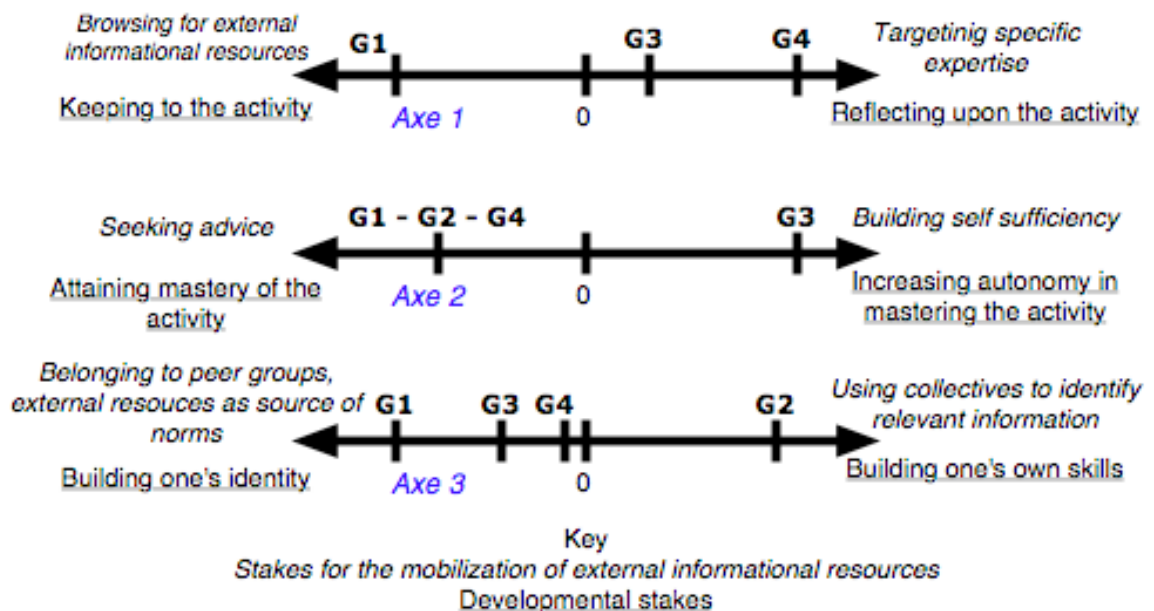 Browsing for external
informational resources
Keeping to the activity
G1
G3
G4
Axe 1
0
Targetinig specific
expertise
Reflecting upon the activity
Seeking advice
Attaining mastery of the
activity
G1 - G2 - G4
G3
Axe 2
0
Building self sufficiency
Increasing autonomy in
mastering the activity
Belonging to peer groups,
external resouces as source of
norms
Building one's identity
G1
G3
G4
G2
Axe 3
0
Using collectives to identify
relevant information
Building one's own skills
Key
Stakes for the mobilization of external informational resources
Developmental stakes